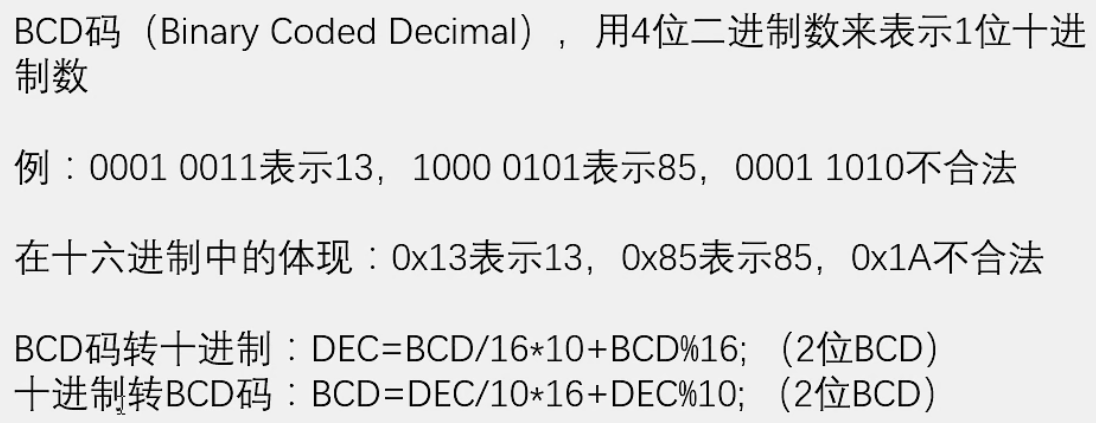 BCD码（Binary Coded Decimal），用4位二进制数来表示1位十进
制数
例：0001 0011表示13，1000 0101表示85，0001 1010不合法
在十六进制中的体现：0x13表示13，0x85表示85，0x1A不合法
BCD码转十进制：DEC=BCD/16*10+BCD%16; （2位BCD）
十进制转BCD码：BCD=DEC/10*16+DEC%10; （2位BCD）